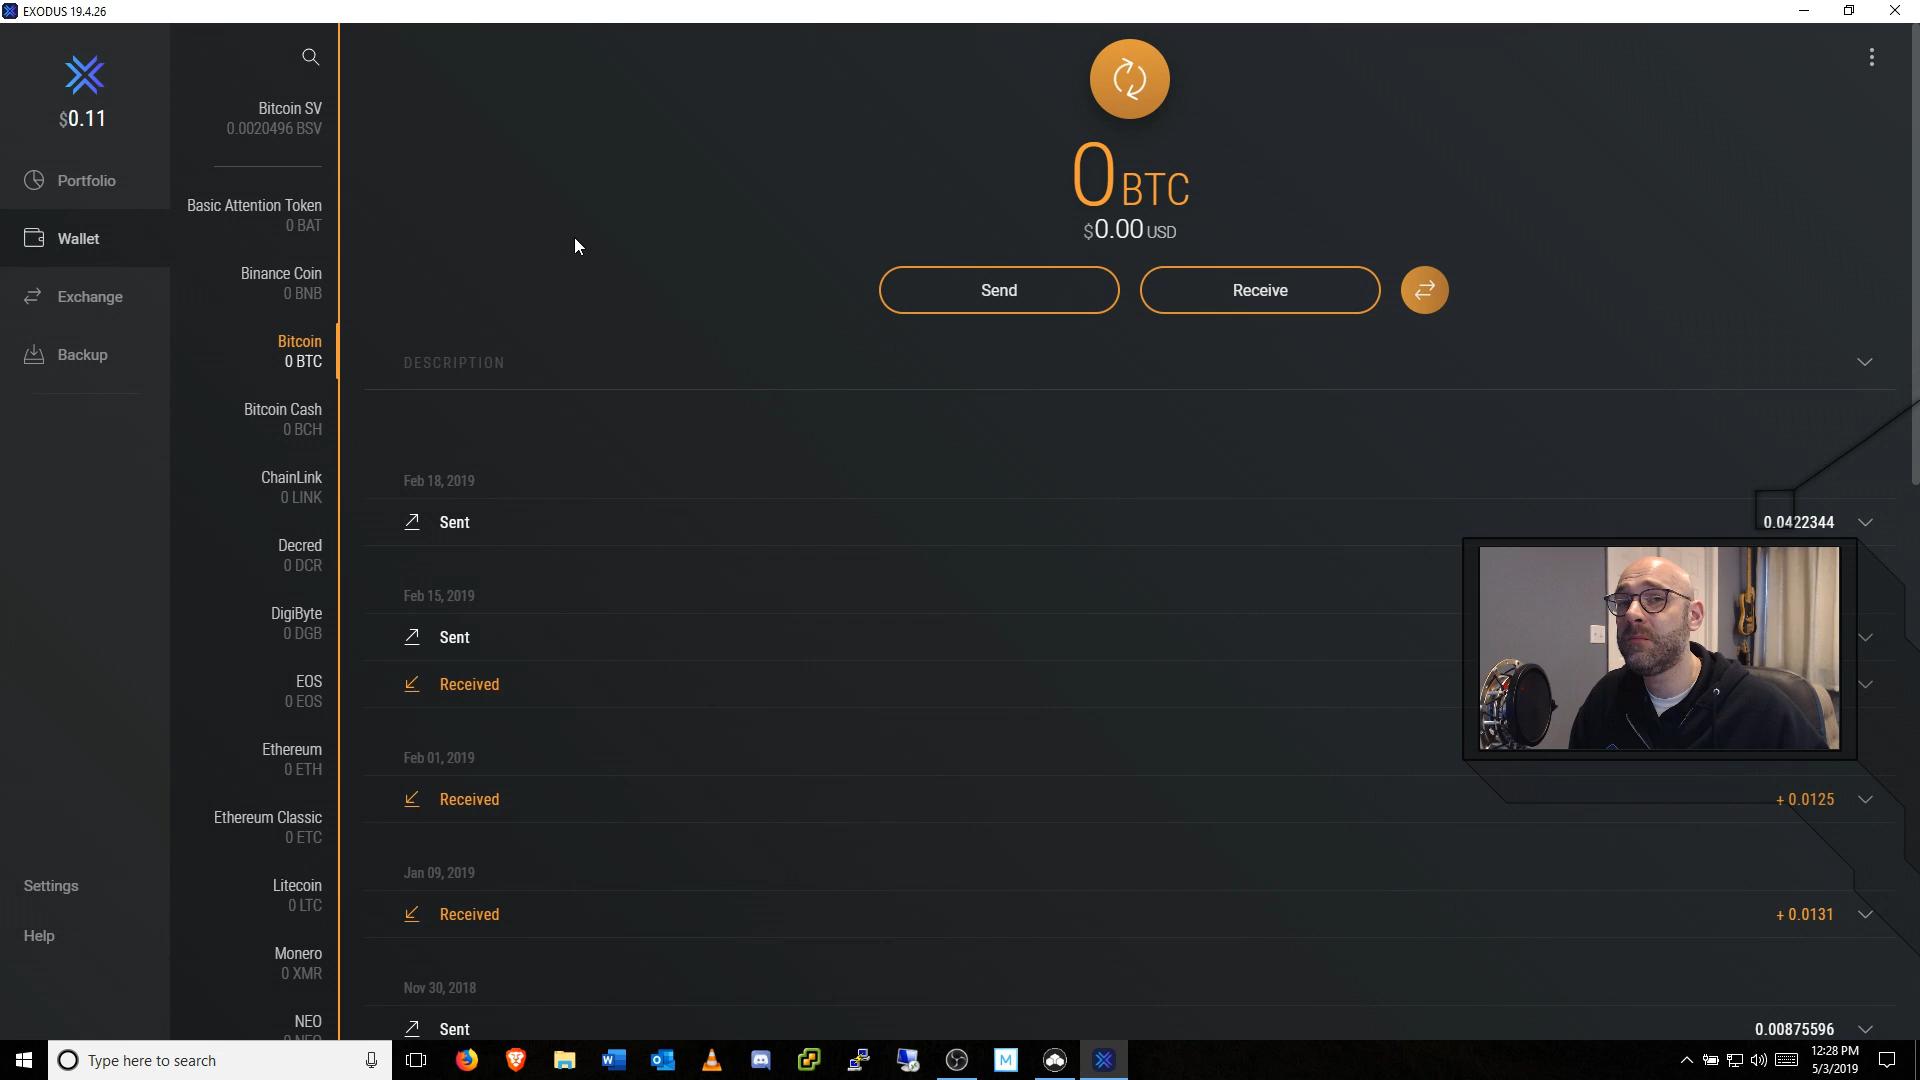 EXODUS 19.4.26
$0.11
Portfolio
Wallet
Exchange
Backup
Settings
Help
Bitcoin SV
0.0020496 BSV
Basic Attention Token
0 BAT
Binance Coin
0 BNB
Bitcoin
0 BTC
Bitcoin Cash
0 BCH
ChainLink
0 LINK
Decred
0 DCR
DigiByte
0 DGB
EOS
0 EOS
Ethereum
0 ETH
Ethereum Classic
0 ETC
Litecoin
0 LTC
Monero
0 XMR
NEO
0 NEO
0 BTC
$0.00 USD
Send
Receive
DESCRIPTION
Feb 18, 2019
Sent
0.0422344
Feb 15, 2019
Sent
Received
Feb 01, 2019
Received
+ 0.0125
Jan 09, 2019
Received
+ 0.0131
Nov 30, 2018
Sent
0.00875596
Type here to search
12:28 PM
5/3/2019